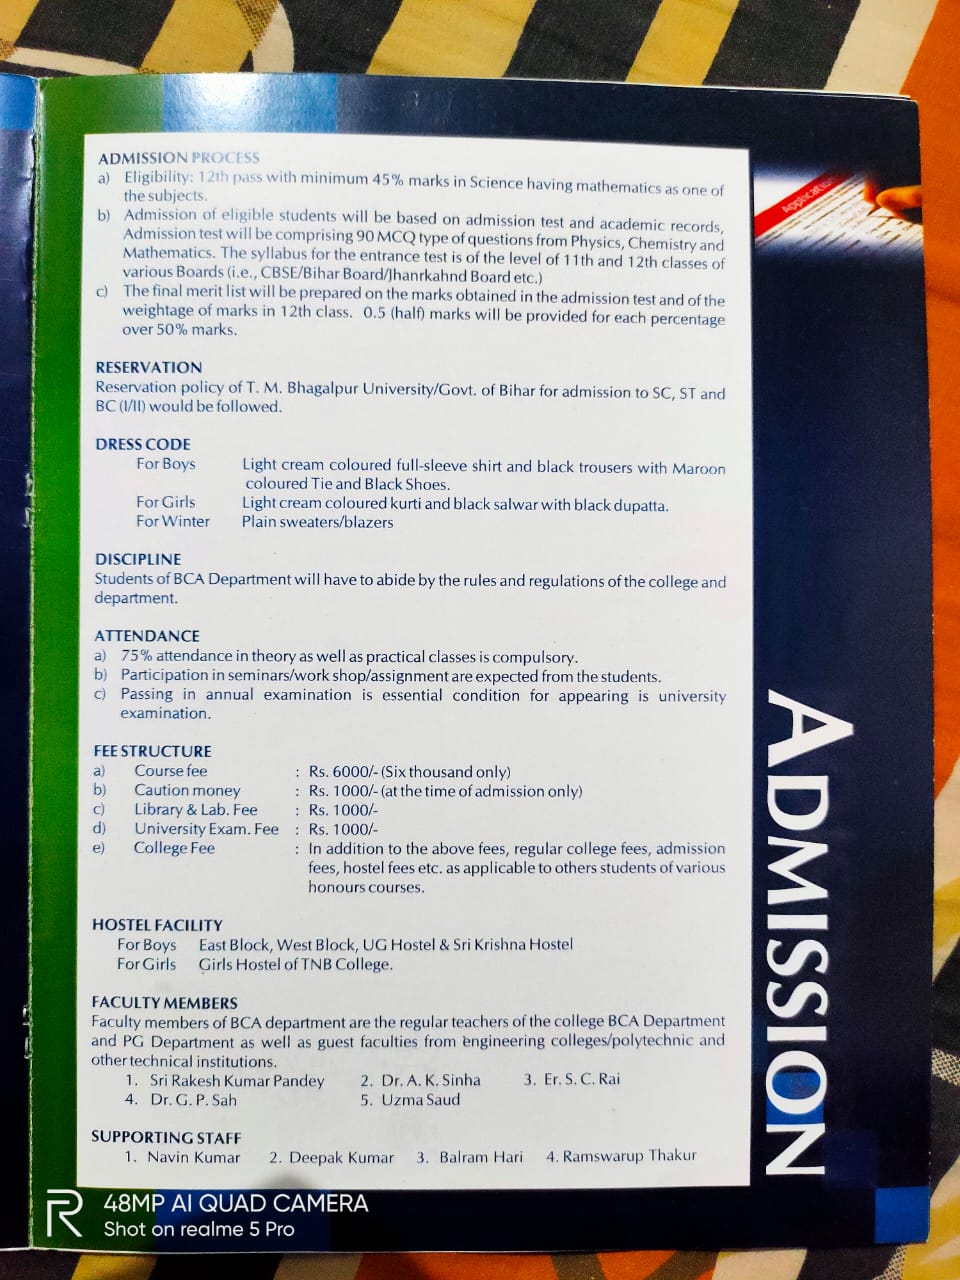 ADMISSION PROCESS
a) Eligibility: 12th pass with minimum 45% marks in Science having mathematics as one of
the subjects.
b) Admission of eligible students will be based on admission test and academic records,
Admission test will be comprising 90 MCQ type of questions from Physics, Chemistry and
Mathematics. The syllabus for the entrance test is of the level of 11th and 12th classes of
various Boards (i.e., CBSE/Bihar Board/Jhanrkahnd Board etc.)
c) The final merit list will be prepared on the marks obtained in the admission test and of the
weightage of marks in 12th class. 0.5 (half) marks will be provided for each percentage
over 50% marks.
RESERVATION
Reservation policy of T. M. Bhagalpur University/Govt. of Bihar for admission to SC, ST and
BC (I/II) would be followed.
DRESS CODE
For Boys Light cream coloured full-sleeve shirt and black trousers with Maroon
coloured Tie and Black Shoes.
For Girls Light cream coloured kurti and black salwar with black dupatta.
For Winter Plain sweaters/blazers
DISCIPLINE
Students of BCA Department will have to abide by the rules and regulations of the college and
department.
ATTENDANCE
a) 75% attendance in theory as well as practical classes is compulsory.
b) Participation in seminars/work shop/assignment are expected from the students.
c) Passing in annual examination is essential condition for appearing is university
examination.
FEE STRUCTURE
a) Course fee : Rs. 6000/- (Six thousand only)
b) Caution money : Rs. 1000/- (at the time of admission only)
c) Library & Lab. Fee : Rs. 1000/-
d) University Exam. Fee : Rs. 1000/-
e) College Fee : In addition to the above fees, regular college fees, admission
fees, hostel fees etc. as applicable to others students of various
honours courses.
HOSTEL FACILITY
For Boys East Block, West Block, UG Hostel & Sri Krishna Hostel
For Girls Girls Hostel of TNB College.
FACULTY MEMBERS
Faculty members of BCA department are the regular teachers of the college BCA Department
and PG Department as well as guest faculties from engineering colleges/polytechnic and
other technical institutions.
1. Sri Rakesh Kumar Pandey 2. Dr. A. K. Sinha 3. Er. S. C. Rai
4. Dr. G. P. Sah 5. Uzma Saud
SUPPORTING STAFF
1. Navin Kumar 2. Deepak Kumar 3. Balram Hari 4. Ramswarup Thakur
ADMISSION
48MP AI QUAD CAMERA
Shot on realme 5 Pro